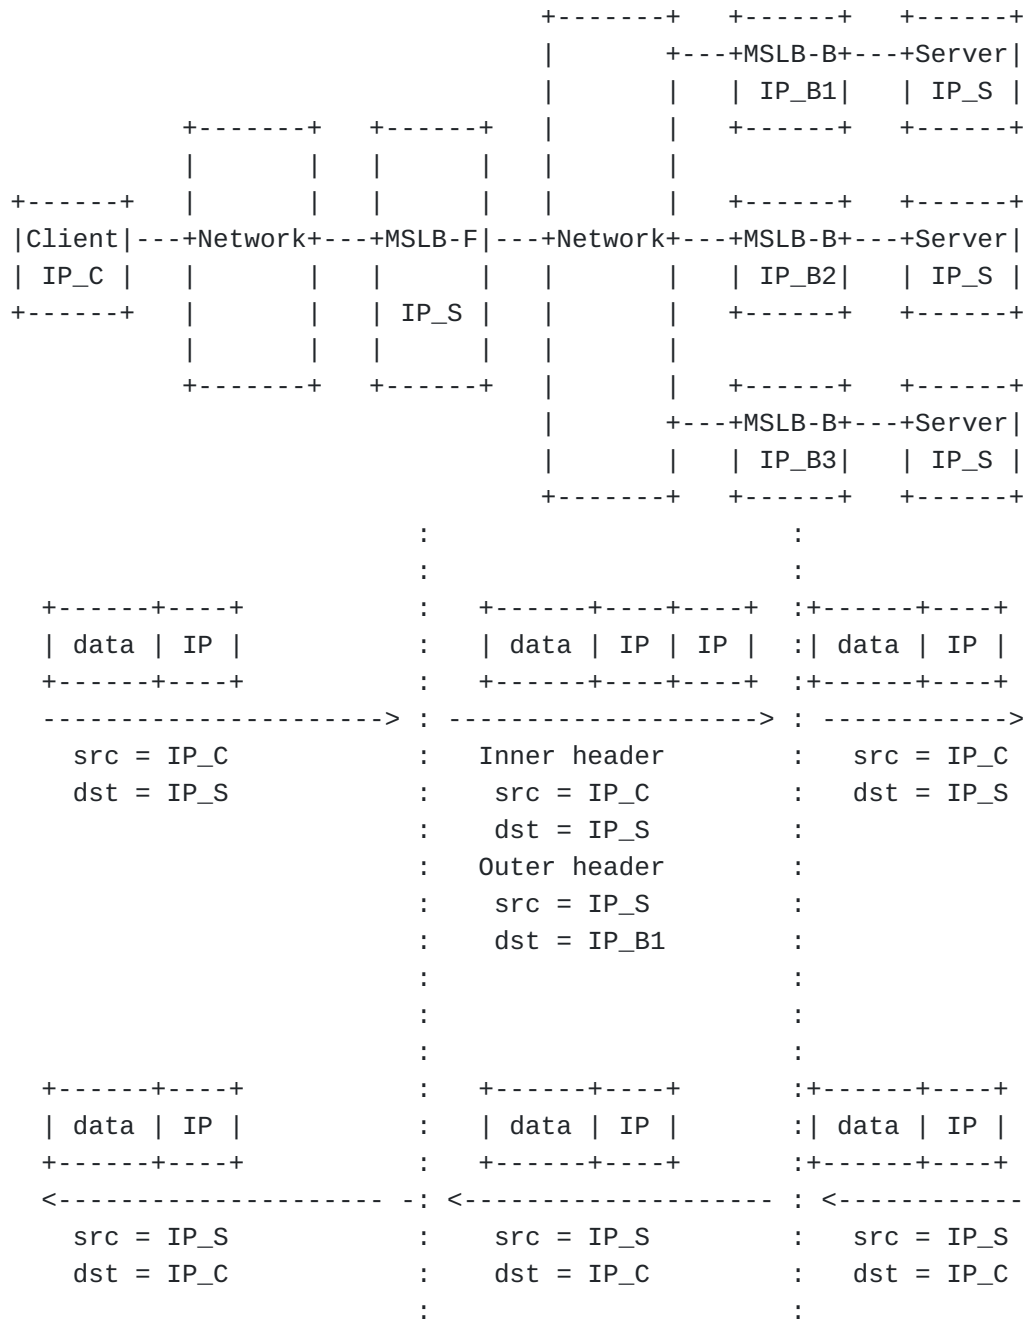 +-------+   +------+   +------+
                                   |       +---+MSLB-B+---+Server|
                                   |       |   | IP_B1|   | IP_S |
            +-------+   +------+   |       |   +------+   +------+
            |       |   |      |   |       |
+------+    |       |   |      |   |       |   +------+   +------+
|Client|---+Network+---+MSLB-F|---+Network+---+MSLB-B+---+Server|
| IP_C |    |       |   |      |   |       |   | IP_B2|   | IP_S |
+------+    |       |   | IP_S |   |       |   +------+   +------+
            |       |   |      |   |       |
            +-------+   +------+   |       |   +------+   +------+
                                   |       +---+MSLB-B+---+Server|
                                   |       |   | IP_B3|   | IP_S |
                                   +-------+   +------+   +------+
                           :                       :
                           :                       :
  +------+----+            :   +------+----+----+  :+------+----+
  | data | IP |            :   | data | IP | IP |  :| data | IP |
  +------+----+            :   +------+----+----+  :+------+----+
  ----------------------> : --------------------> : ------------>
    src = IP_C             :   Inner header        :   src = IP_C
    dst = IP_S             :    src = IP_C         :   dst = IP_S
                           :    dst = IP_S         :
                           :   Outer header        :
                           :    src = IP_S         :
                           :    dst = IP_B1        :
                           :                       :
                           :                       :
                           :                       :
  +------+----+            :   +------+----+       :+------+----+
  | data | IP |            :   | data | IP |       :| data | IP |
  +------+----+            :   +------+----+       :+------+----+
  <--------------------- -: <-------------------- : <------------
    src = IP_S             :    src = IP_S         :   src = IP_S
    dst = IP_C             :    dst = IP_C         :   dst = IP_C
                           :                       :